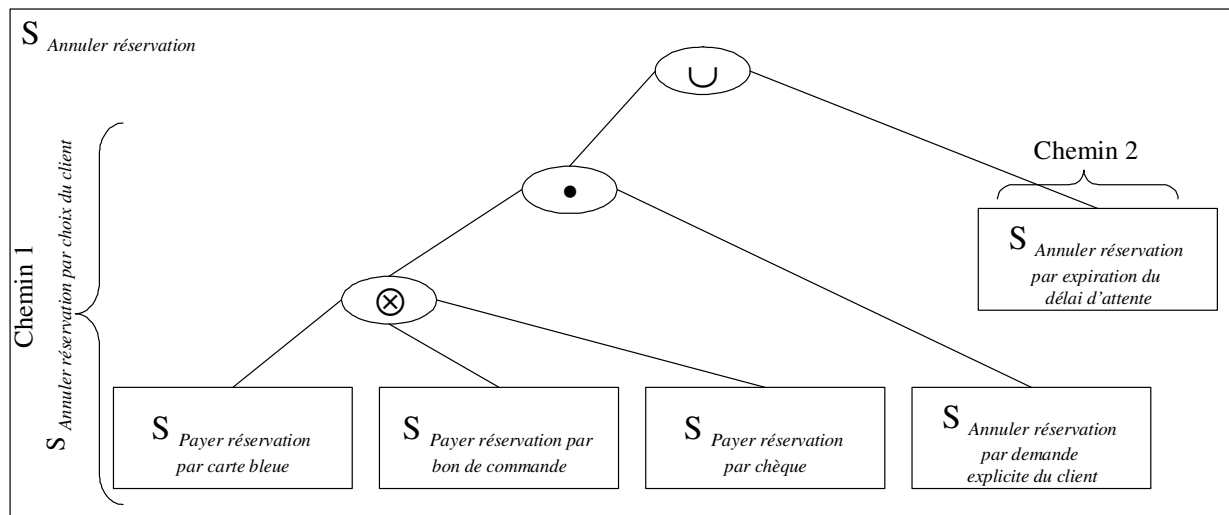 S Annuler réservation
∪
Chemin 2
•
S Annuler réservation
par expiration du
délai d'attente
Chemin 1
S Annuler réservation par choix du client
⊗
S Payer réservation
par carte bleue
S Payer réservation par
bon de commande
S Payer réservation
par chèque
S Annuler réservation
par demande
explicite du client